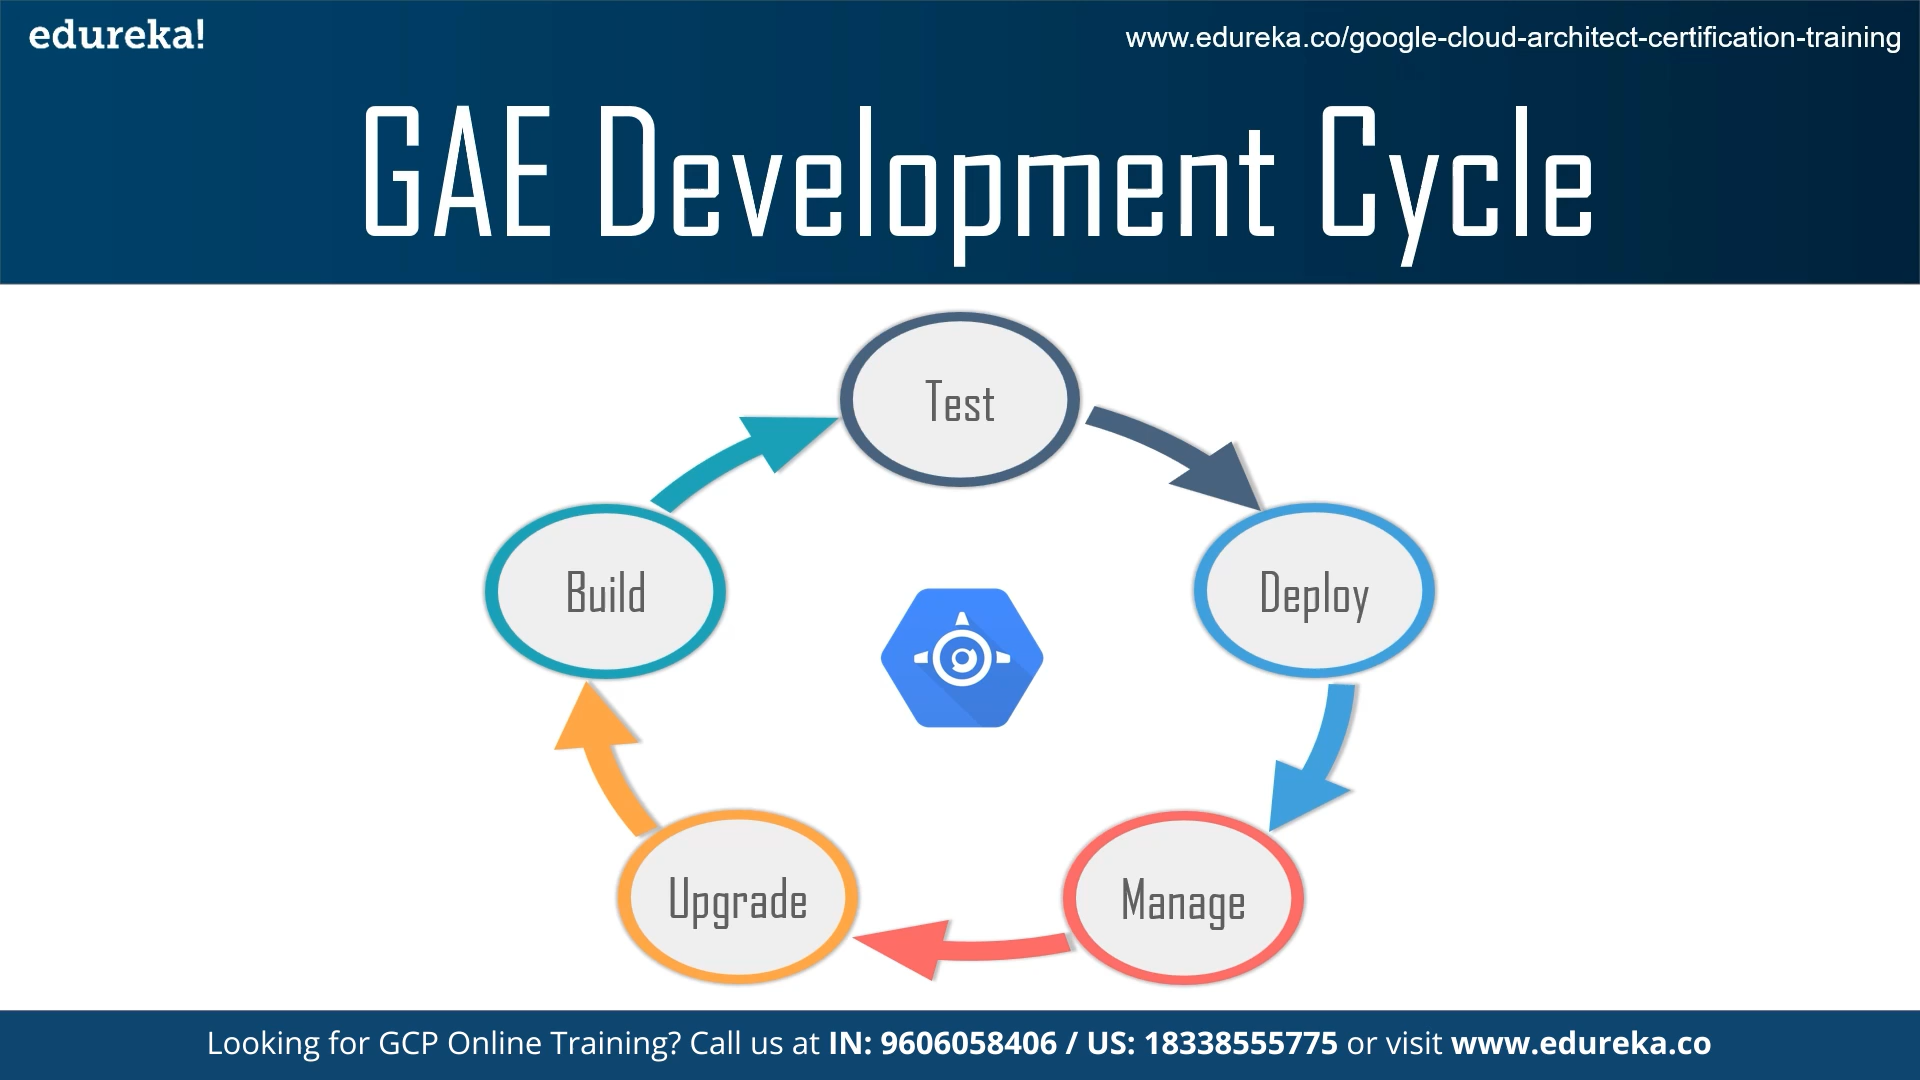 edureka!
www.edureka.co/google-cloud-architect-certification-training
GAE Development Cycle
Test
Build
Deploy
Upgrade
Manage
Looking for GCP Online Training? Call us at IN: 9606058406 / US: 18338555775 or visit www.edureka.co